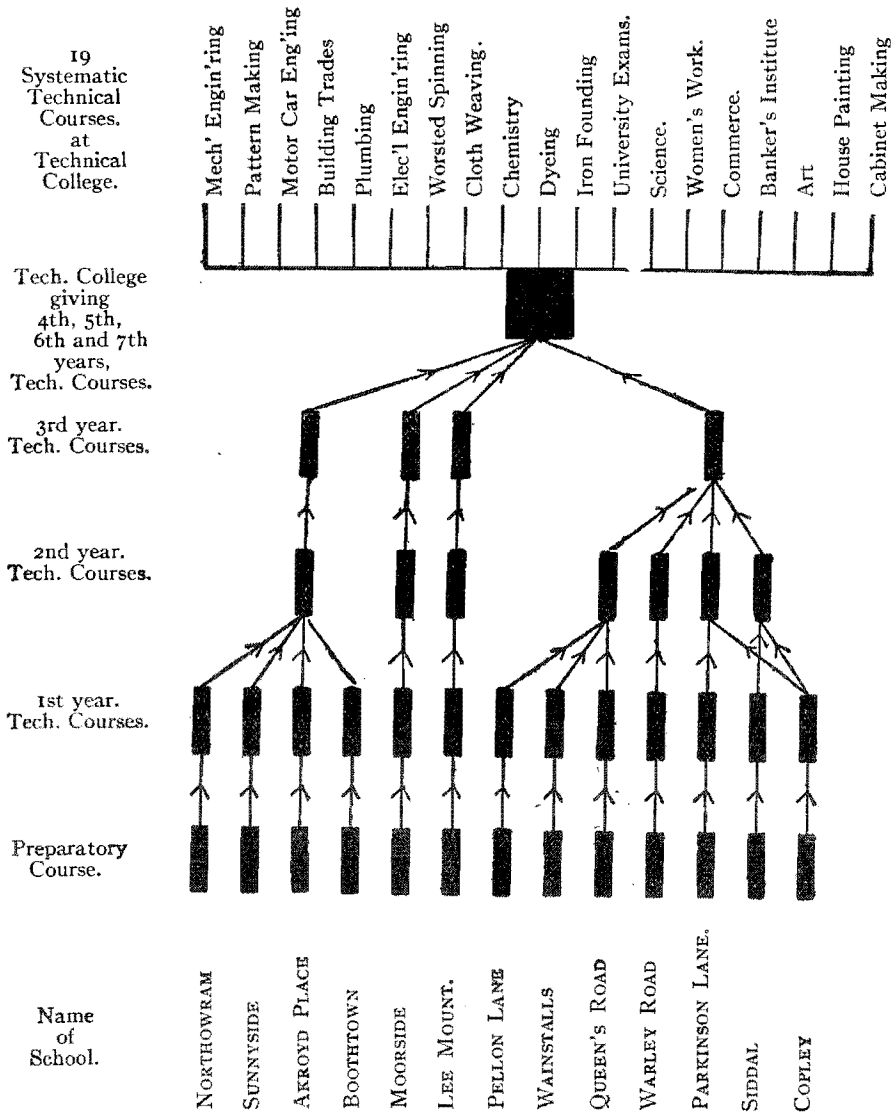 19
Systematic
Technical
Courses.
at
Technical
College.
Mech' Engin'ring
Pattern Making
Motor Car Eng'ing
Building Trades
Plumbing
Elec'l Engin'ring
Worsted Spinning
Cloth Weaving.
Chemistry
Dyeing
Iron Founding
University Exams.
Science.
Women's Work.
Commerce.
Banker's Institute
Art
House Painting
Cabinet Making
Tech. College
giving
4th, 5th,
6th and 7th
years,
Tech. Courses.
3rd year.
Tech. Courses.
2nd year.
Tech. Courses.
1st year.
Tech. Courses.
Preparatory
Course.
Name
of
School.
NORTHOWRAM
SUNNYSIDE
AKROYD PLACE
BOOTHTOWN
MOORSIDE
LEE MOUNT.
PELLON LANE
WAINSTALLS
QUEEN'S ROAD
WARLEY ROAD
PARKINSON LANE.
SIDDAL
COPLEY